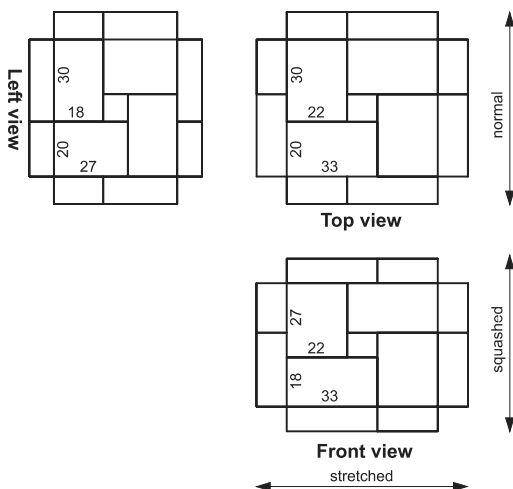 Left view
30
18
20
27
30
22
20
33
normal
Top view
27
22
18
33
squashed
Front view
stretched